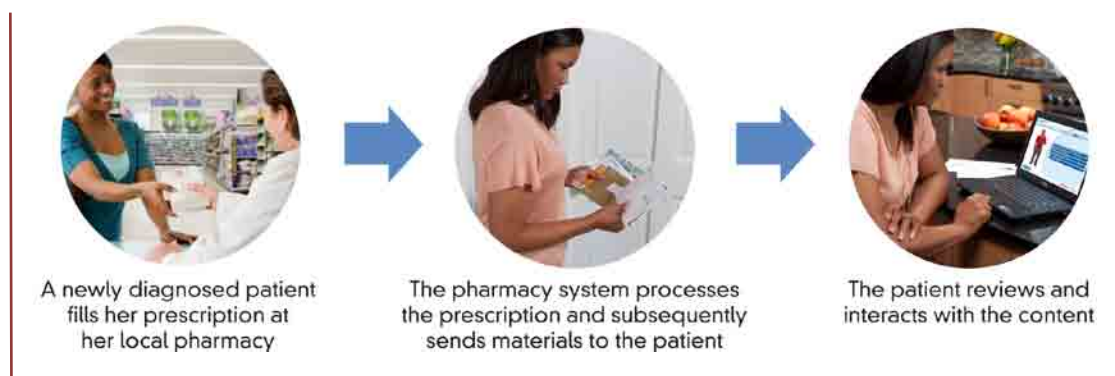 A newly diagnosed patient
fills her prescription at
her local pharmacy
The pharmacy system processes
the prescription and subsequently
sends materials to the patient
The patient reviews and
interacts with the content